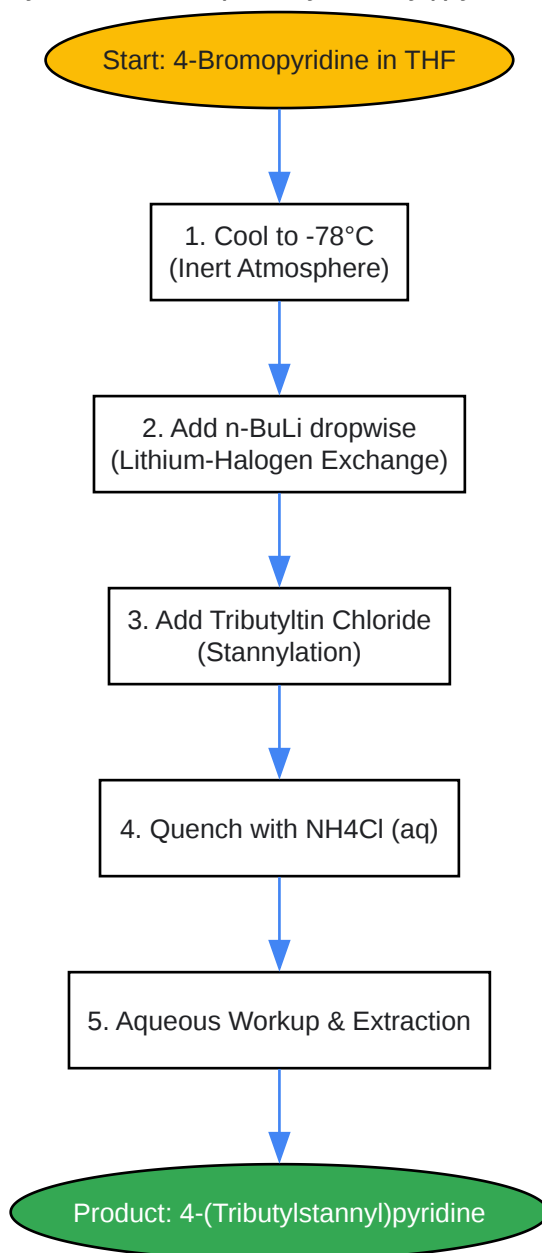 Start: 4-Bromopyridine in THF
1. Cool to -78°C
(Inert Atmosphere)
2. Add n-BuLi dropwise
(Lithium-Halogen Exchange)
3. Add Tributyltin Chloride
(Stannylation)
4. Quench with NH4Cl (aq)
5. Aqueous Workup & Extraction
Product: 4-(Tributylstannyl)pyridine